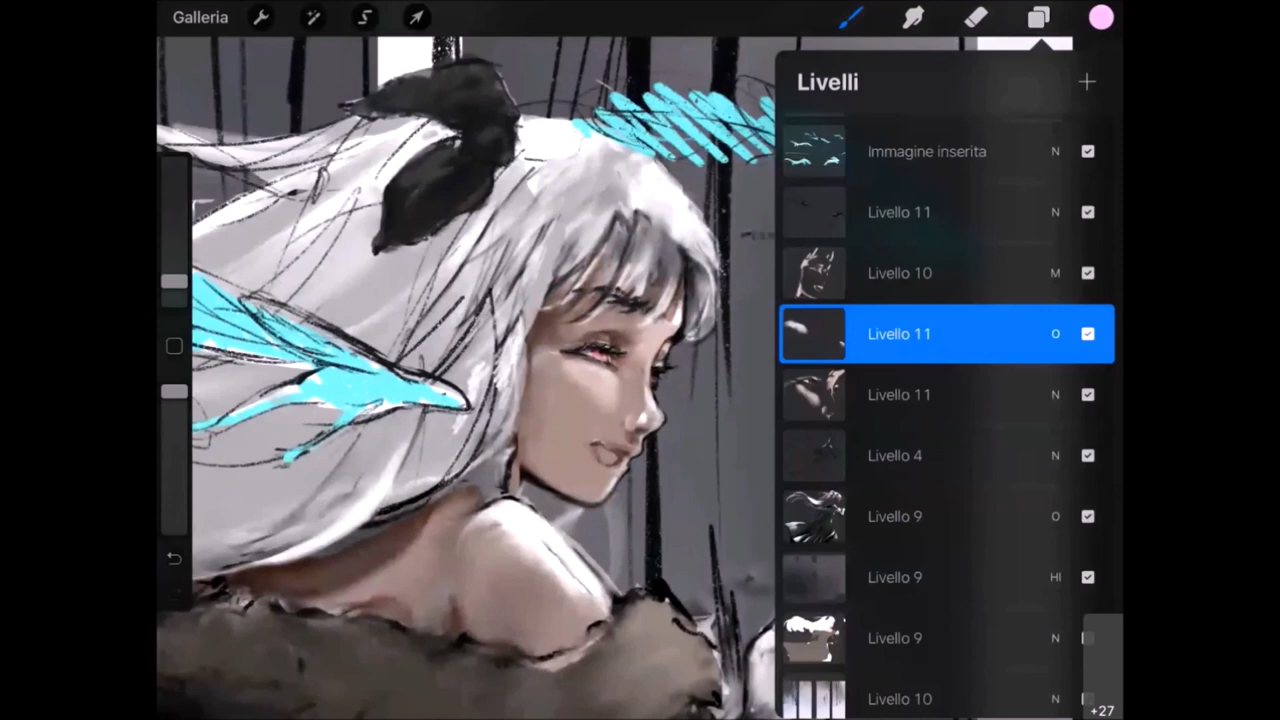 Galleria
Livelli
Immagine inserita N
Livello 11 N
Livello 10 M
Livello 11 O
Livello 11 N
Livello 4 N
Livello 9 O
Livello 9 HI
Livello 9 N
Livello 10 N
+27